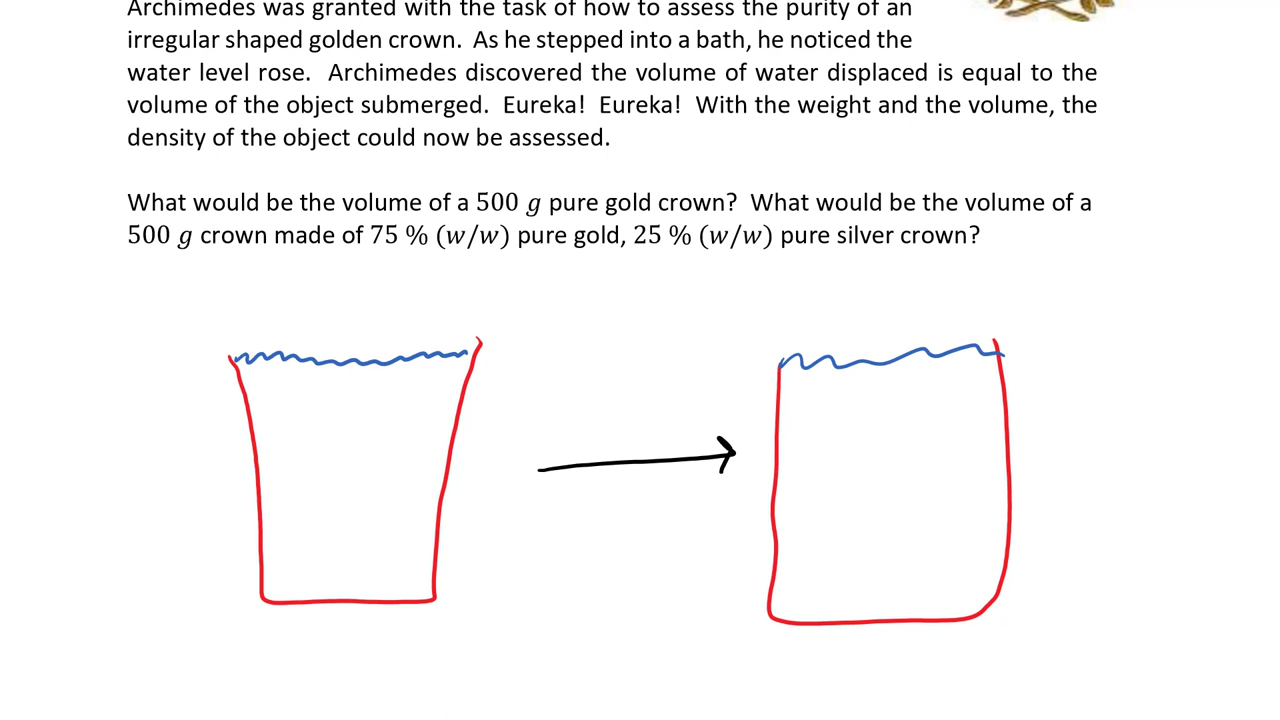 Archimedes was granted with the task of how to assess the purity of an
irregular shaped golden crown. As he stepped into a bath, he noticed the
water level rose. Archimedes discovered the volume of water displaced is equal to the
volume of the object submerged. Eureka! Eureka! With the weight and the volume, the
density of the object could now be assessed.
What would be the volume of a 500 g pure gold crown? What would be the volume of a
500 g crown made of 75 % (w/w) pure gold, 25 % (w/w) pure silver crown?